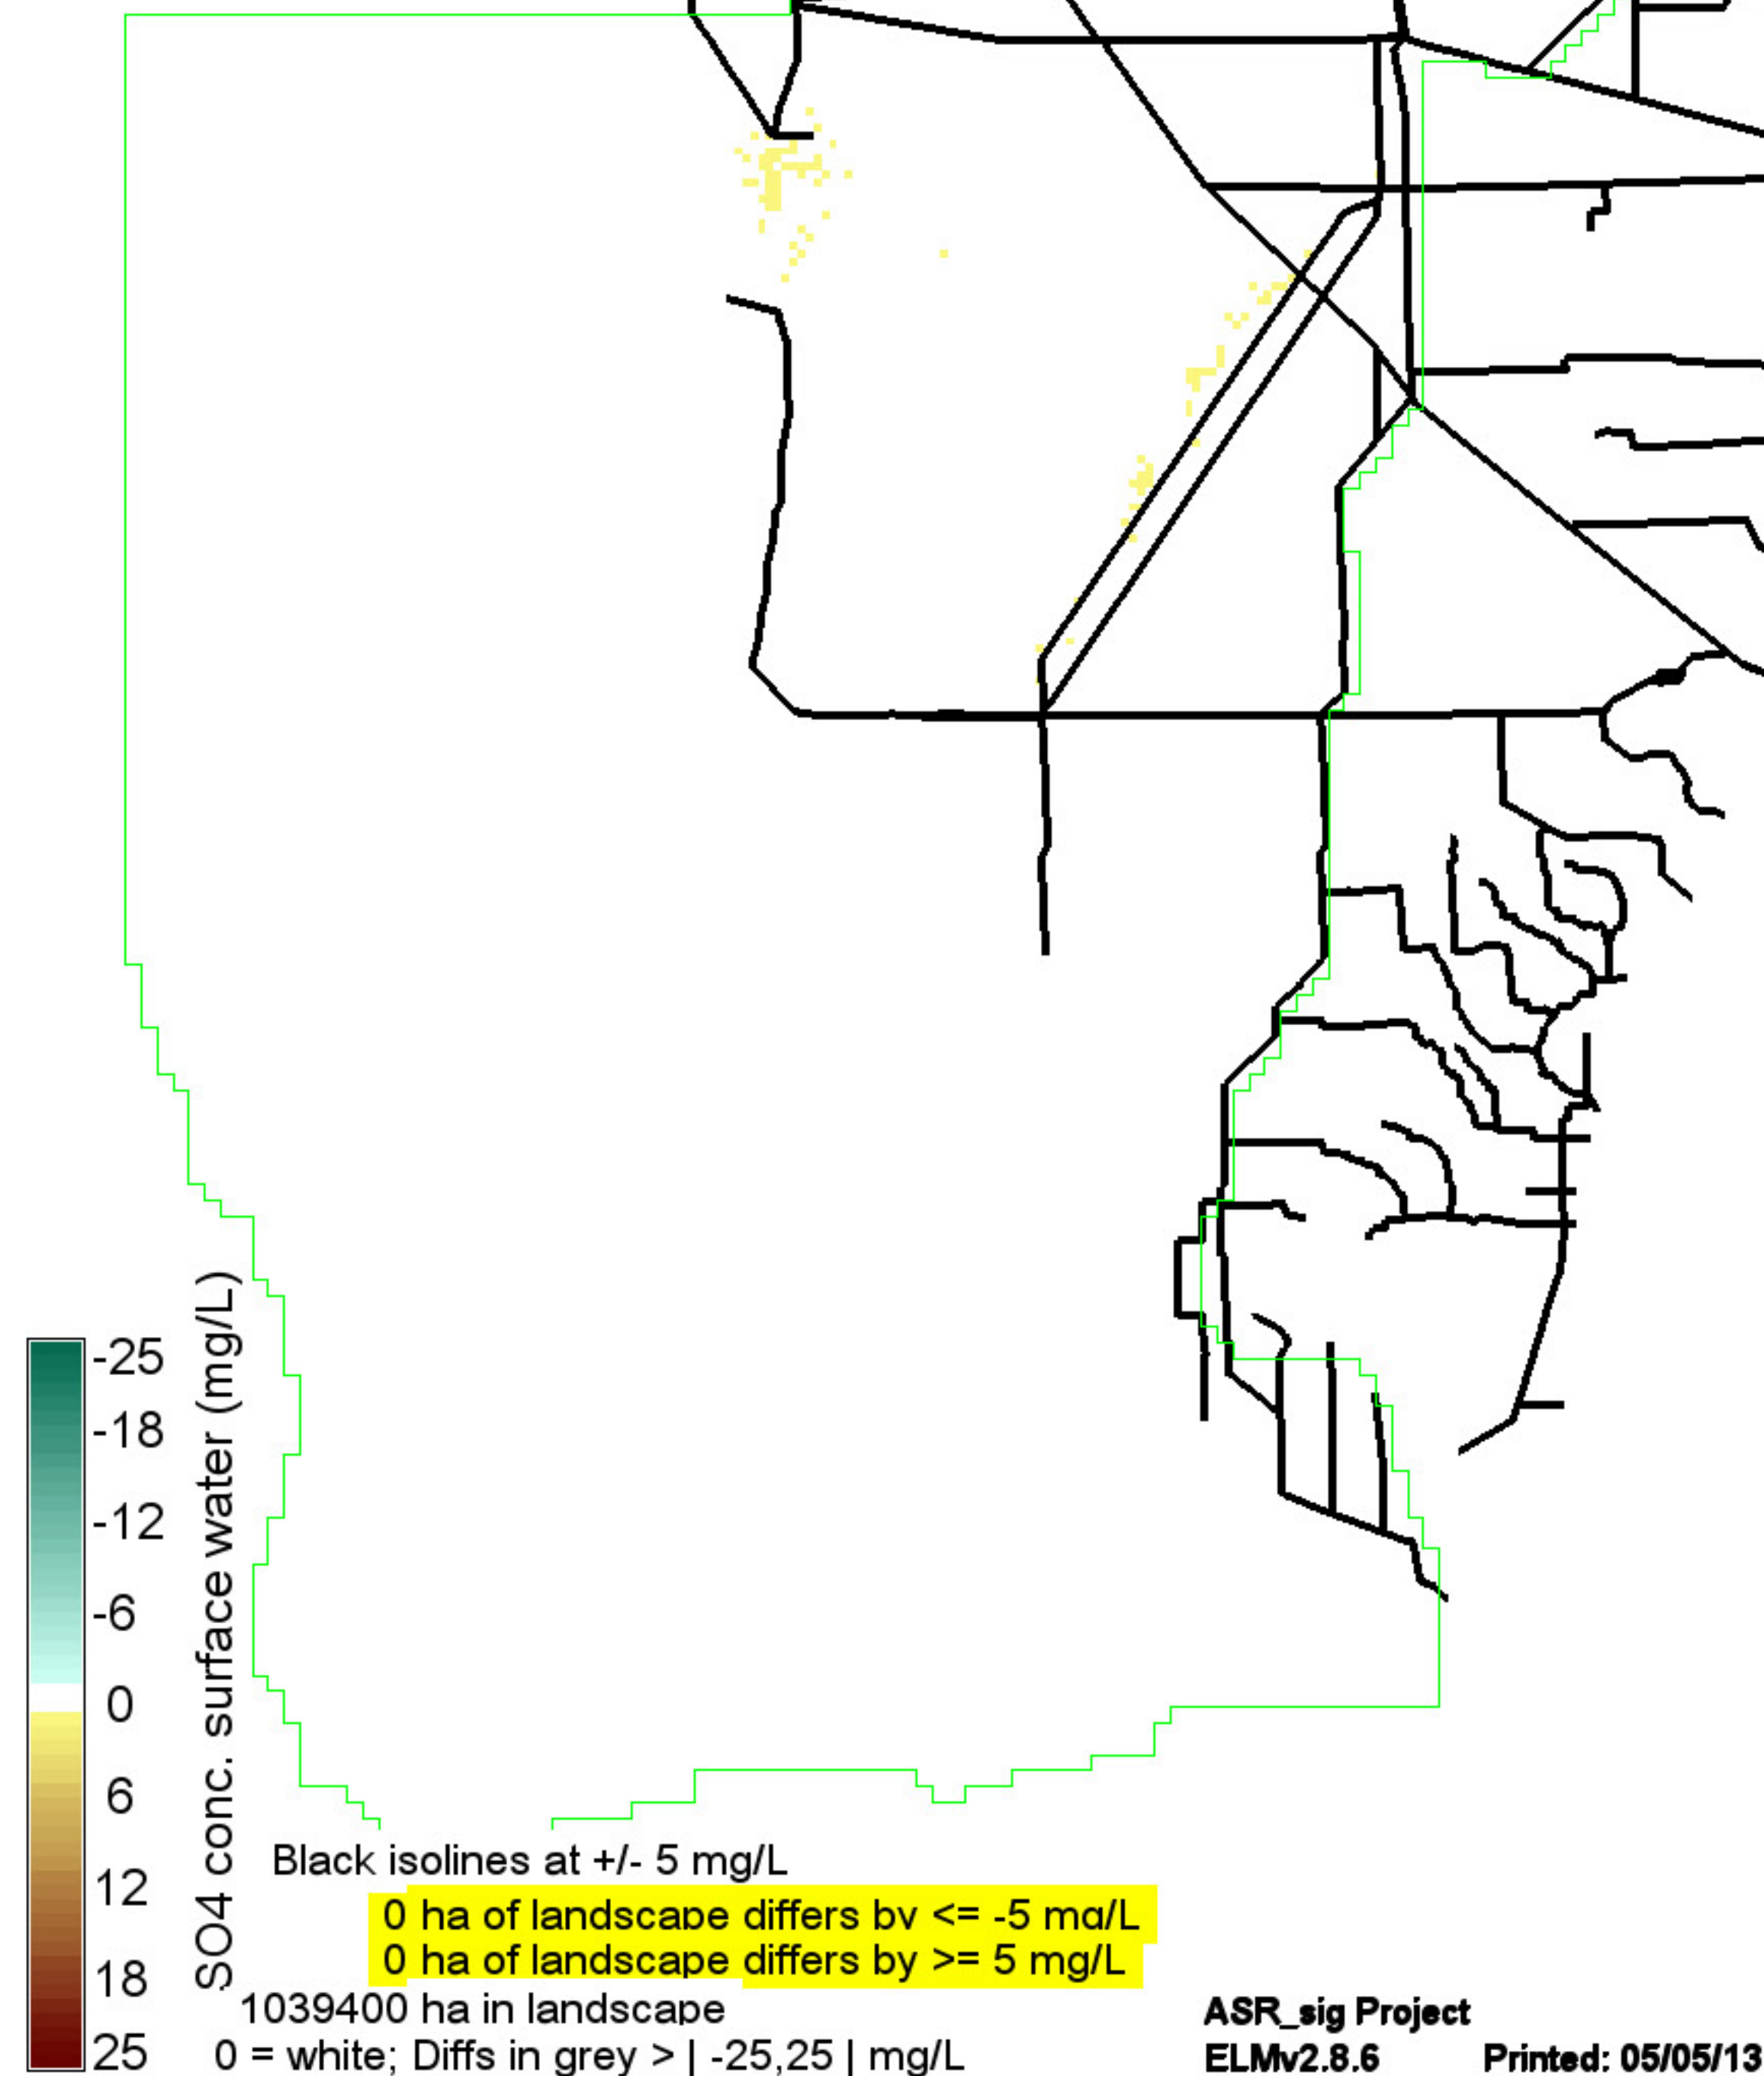 -25
-18
-12
-6
0
6
12
18
25
SO4 conc. surface water (mg/L)
Black isolines at +/- 5 mg/L
0 ha of landscape differs by <= -5 mg/L
0 ha of landscape differs by >= 5 mg/L
1039400 ha in landscape
0 = white; Diffs in grey > | -25,25 | mg/L
ASR_sig Project
ELMv2.8.6 Printed: 05/05/13